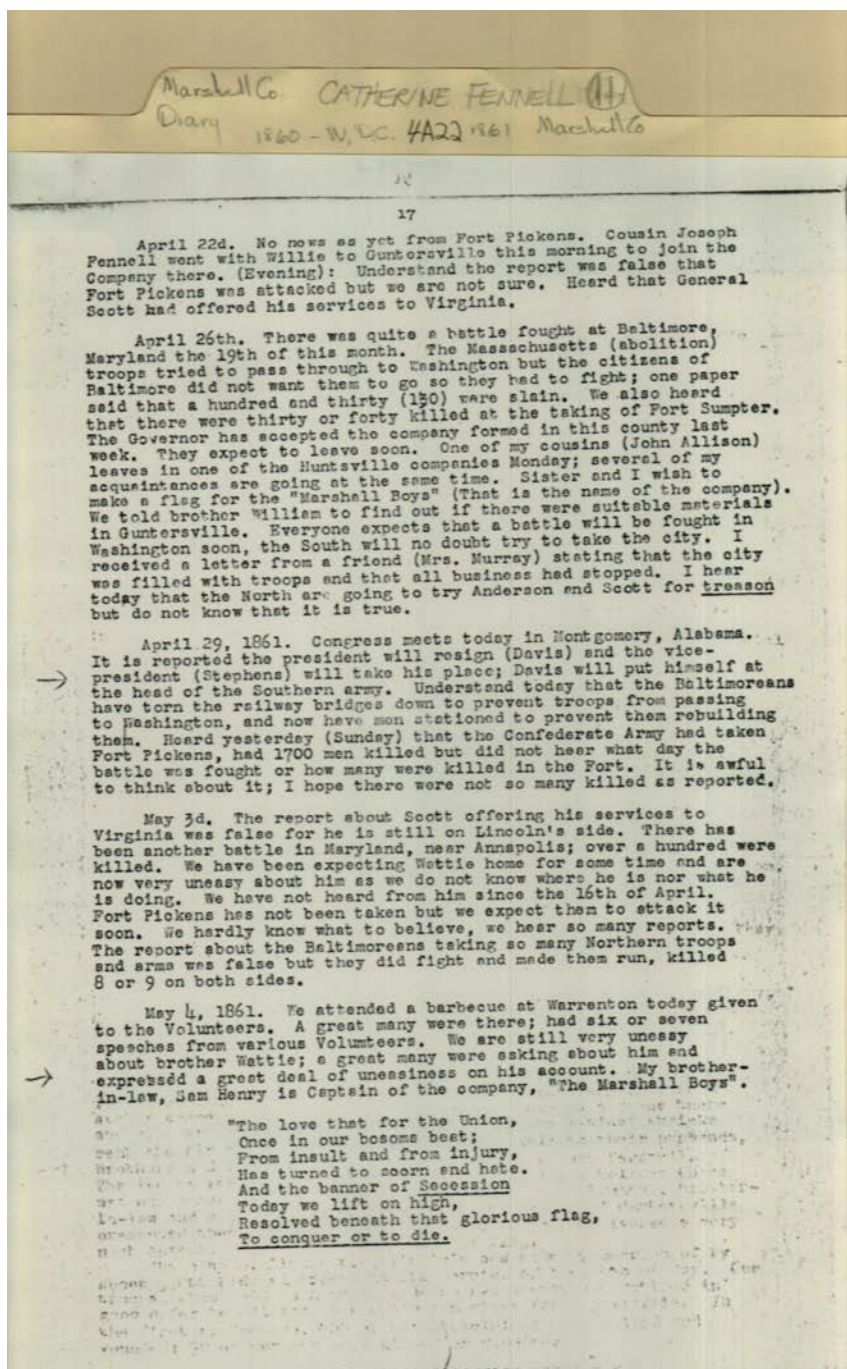 Marshall Co. CATHERINE FENNELL 11
Diary 1860 - W, D.C. 4A22 1861 Marshall Co
17
April 22d. No news as yet from Fort Pickens. Cousin Joseph
Fennell went with Willie to Guntersville this morning to join the
Company there. (Evening): Understand the report was false that
Fort Pickens was attacked but we are not sure. Heard that General
Scott had offered his services to Virginia.
April 26th. There was quite a battle fought at Baltimore,
Maryland the 19th of this month. The Massachusetts (abolition)
troops tried to pass through to Washington but the citizens of
Baltimore did not want them to go so they had to fight; one paper
said that a hundred and thirty (130) were slain. We also heard
that there were thirty or forty killed at the taking of Fort Sumpter.
The Governor has accepted the company formed in this county last
week. They expect to leave soon. One of my cousins (John Allison)
leaves in one of the Huntsville companies Monday; several of my
acquaintances are going at the same time. Sister and I wish to
make a flag for the "Marshall Boys" (That is the name of the company).
We told brother William to find out if there were suitable materials
in Guntersville. Everyone expects that a battle will be fought in
Washington soon, the South will no doubt try to take the city. I
received a letter from a friend (Mrs. Murray) stating that the city
was filled with troops and that all business had stopped. I hear
today that the North are going to try Anderson and Scott for treason
but do not know that it is true.
April 29, 1861. Congress meets today in Montgomery, Alabama.
It is reported the president will resign (Davis) and the vice-
president (Stephens) will take his place; Davis will put himself at
the head of the Southern army. Understand today that the Baltimoreans
have torn the railway bridges down to prevent troops from passing
to Washington, and now have men stationed to prevent them rebuilding
them. Heard yesterday (Sunday) that the Confederate Army had taken
Fort Pickens, had 1700 men killed but did not hear what day the
battle was fought or how many were killed in the Fort. It is awful
to think about it; I hope there were not so many killed as reported.
May 3d. The report about Scott offering his services to
Virginia was false for he is still on Lincoln's side. There has
been another battle in Maryland, near Annapolis; over a hundred were
killed. We have been expecting Wattie home for some time and are
now very uneasy about him as we do not know where he is nor what he
is doing. We have not heard from him since the 16th of April.
Fort Pickens has not been taken but we expect them to attack it
soon. We hardly know what to believe, we hear so many reports.
The report about the Baltimoreans taking so many Northern troops
and arms was false but they did fight and made them run, killed
8 or 9 on both sides.
May 4, 1861. We attended a barbecue at Warrenton today given
to the Volunteers. A great many were there; had six or seven
speeches from various Volumteers. We are still very uneasy
about brother Wattie; a great many were asking about him and
expressed a great deal of uneasiness on his account. My brother-
in-law, Sam Henry is Captain of the company, "The Marshall Boys".
"The love that for the Union,
Once in our bosoms beat;
From insult and from injury,
Has turned to scorn and hate.
And the banner of Secession
Today we lift on high,
Resolved beneath that glorious flag,
To conquer or to die.